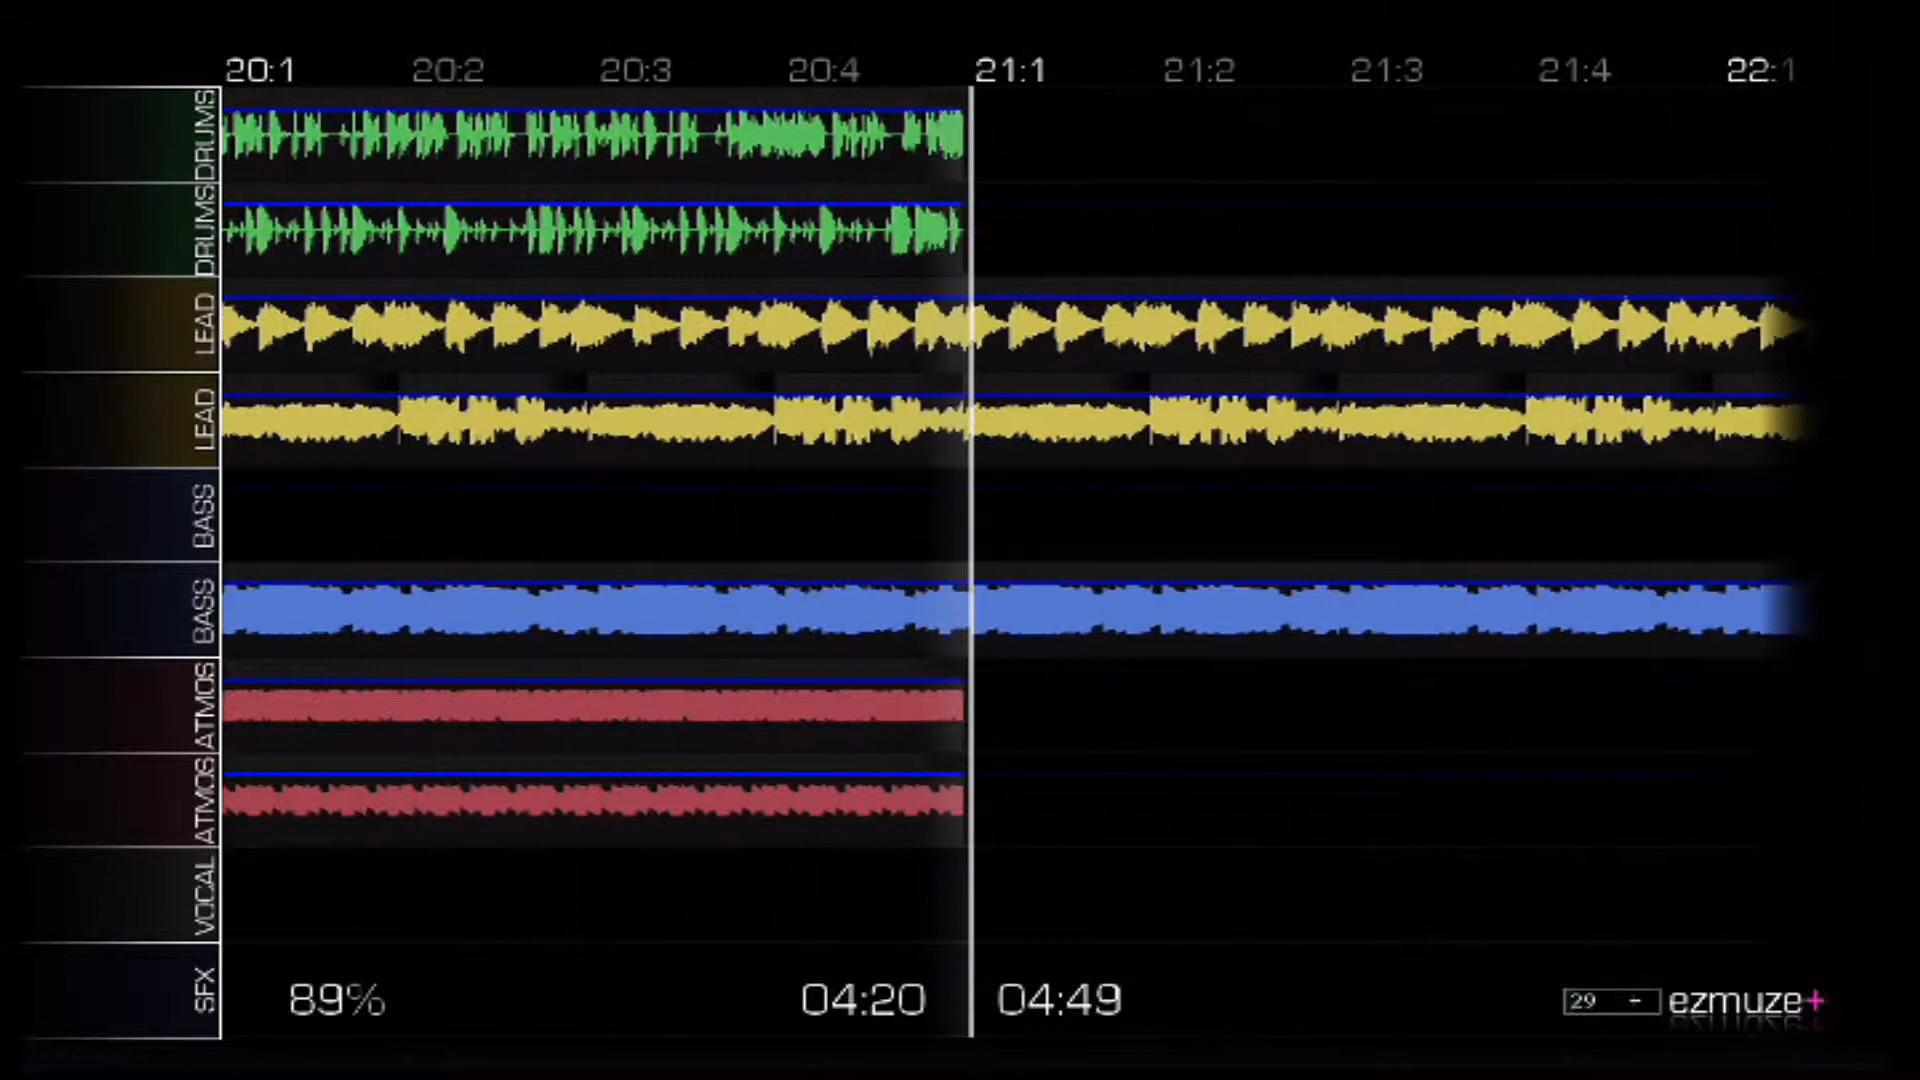 20:1 20:2 20:3 20:4 21:1 21:2 21:3 21:4 22:1
DRUMS
DRUMS
LEAD
LEAD
BASS
BASS
ATMOS
ATMOS
VOCAL
SFX
89% 04:20 04:49 29 - ezmuze+